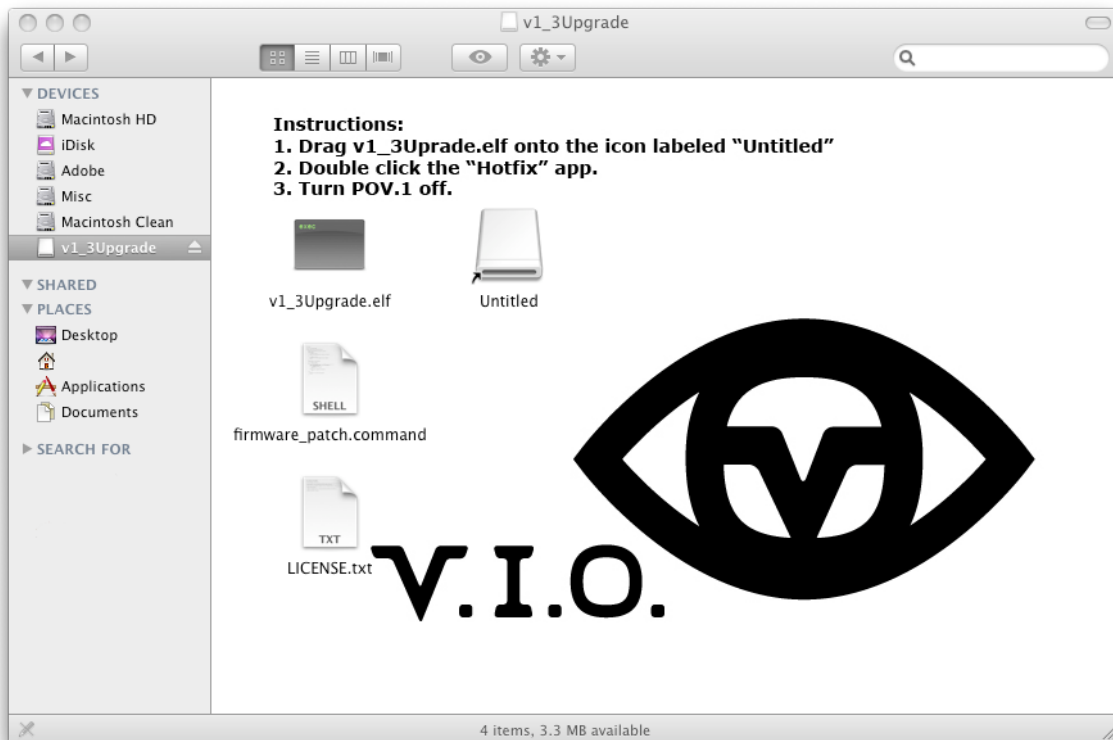 v1_3Upgrade
DEVICES
Macintosh HD
iDisk
Adobe
Misc
Macintosh Clean
v1_3Upgrade
SHARED
PLACES
Desktop
Applications
Documents
SEARCH FOR
Instructions:
1. Drag v1_3Uprade.elf onto the icon labeled “Untitled”
2. Double click the “Hotfix” app.
3. Turn POV.1 off.
v1_3Upgrade.elf
Untitled
SHELL
firmware_patch.command
TXT
LICENSE.txt
V.I.O.
4 items, 3.3 MB available